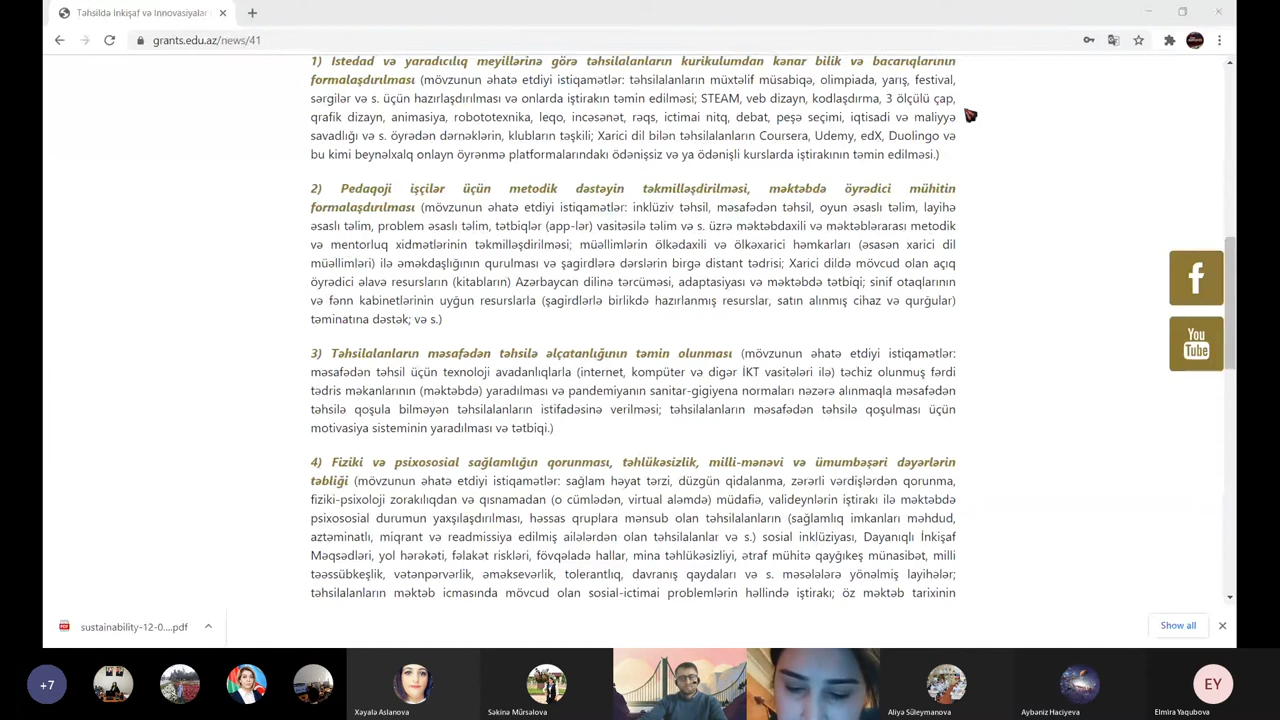 Təhsildə İnkişaf və İnnovasiyalar
grants.edu.az/news/41
1) İstedad və yaradıcılıq meyillərinə görə təhsilalanların kurikulumdan kənar bilik və bacarıqlarının
formalaşdırılması (mövzunun əhatə etdiyi istiqamətlər: təhsilalanların müxtəlif müsabiqə, olimpiada, yarış, festival,
sərgilər və s. üçün hazırlaşdırılması və onlarda iştirakın təmin edilməsi; STEAM, veb dizayn, kodlaşdırma, 3 ölçülü çap,
qrafik dizayn, animasiya, robototexnika, leqo, incəsənət, rəqs, ictimai nitq, debat, peşə seçimi, iqtisadi və maliyyə
savadlığı və s. öyrədən dərnəklərin, klubların təşkili; Xarici dil bilən təhsilalanların Coursera, Udemy, edX, Duolingo və
bu kimi beynəlxalq onlayn öyrənmə platformalarındakı ödənişsiz və ya ödənişli kurslarda iştirakının təmin edilməsi.)
2) Pedaqoji işçilər üçün metodik dəstəyin təkmilləşdirilməsi, məktəbdə öyrədici mühitin
formalaşdırılması (mövzunun əhatə etdiyi istiqamətlər: inklüziv təhsil, məsafədən təhsil, oyun əsaslı təlim, layihə
əsaslı təlim, problem əsaslı təlim, tətbiqlər (app-lər) vasitəsilə təlim və s. üzrə məktəbdaxili və məktəblərarası metodik
və mentorluq xidmətlərinin təkmilləşdirilməsi; müəllimlərin ölkədaxili və ölkəxarici həmkarları (əsasən xarici dil
müəllimləri) ilə əməkdaşlığının qurulması və şagirdlərə dərslərin birgə distant tədrisi; Xarici dildə mövcud olan açıq
öyrədici əlavə resursların (kitabların) Azərbaycan dilinə tərcüməsi, adaptasiyası və məktəbdə tətbiqi; sinif otaqlarının
və fənn kabinetlərinin uyğun resurslarla (şagirdlərlə birlikdə hazırlanmış resurslar, satın alınmış cihaz və qurğular)
təminatına dəstək; və s.)
3) Təhsilalanların məsafədən təhsilə əlçatanlığının təmin olunması (mövzunun əhatə etdiyi istiqamətlər:
məsafədən təhsil üçün texnoloji avadanlıqlarla (internet, kompüter və digər İKT vasitələri ilə) təchiz olunmuş fərdi
tədris məkanlarının (məktəbdə) yaradılması və pandemiyanın sanitar-gigiyena normaları nəzərə alınmaqla məsafədən
təhsilə qoşula bilməyən təhsilalanların istifadəsinə verilməsi; təhsilalanların məsafədən təhsilə qoşulması üçün
motivasiya sisteminin yaradılması və tətbiqi.)
4) Fiziki və psixososial sağlamlığın qorunması, təhlükəsizlik, milli-mənəvi və ümumbəşəri dəyərlərin
təbliği (mövzunun əhatə etdiyi istiqamətlər: sağlam həyat tərzi, düzgün qidalanma, zərərli vərdişlərdən qorunma,
fiziki-psixoloji zorakılıqdan və qısnamadan (o cümlədən, virtual aləmdə) müdafiə, valideynlərin iştirakı ilə məktəbdə
psixososial durumun yaxşılaşdırılması, həssas qruplara mənsub olan təhsilalanların (sağlamlıq imkanları məhdud,
aztəminatlı, miqrant və readmissiya edilmiş ailələrdən olan təhsilalanlar və s.) sosial inklüziyası, Dayanıqlı İnkişaf
Məqsədləri, yol hərəkəti, fəlakət riskləri, fövqəladə hallar, mina təhlükəsizliyi, ətraf mühitə qayğıkeş münasibət, milli
təəssübkeşlik, vətənpərvərlik, əməksevərlik, tolerantlıq, davranış qaydaları və s. məsələlərə yönəlmiş layihələr;
təhsilalanların məktəb icmasında mövcud olan sosial-ictimai problemlərin həllində iştirakı; öz məktəb tarixinin
You
Tube
sustainability-12-0....pdf
Show all
+7
Xəyalə Aslanova
Səkinə Mürsəlova
Aliyə Süleymanova
Aybəniz Haciyeva
EY
Elmira Yaqubova